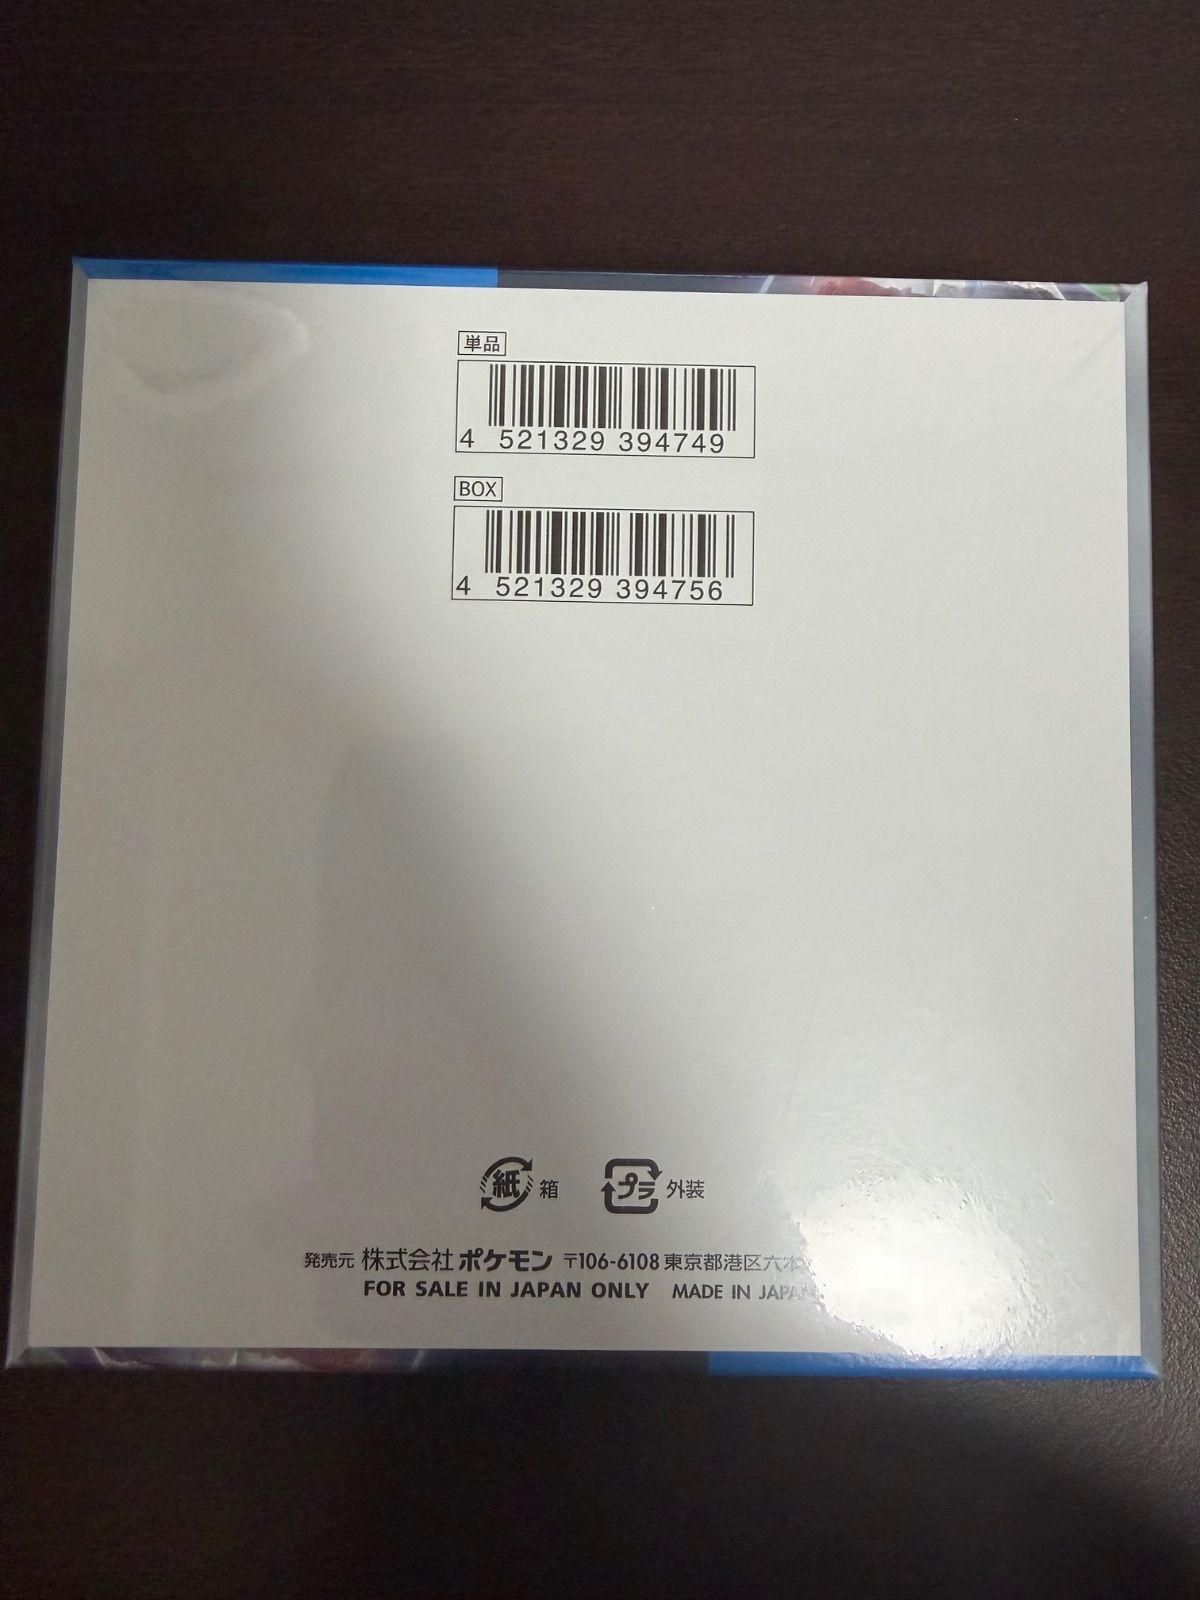 単品
4 521329 394749
BOX
4 521329 394756
紙 箱 プラ 外装
発売元 株式会社 ポケモン 〒106-6108 東京都港区六本
FOR SALE IN JAPAN ONLY MADE IN JAPAN